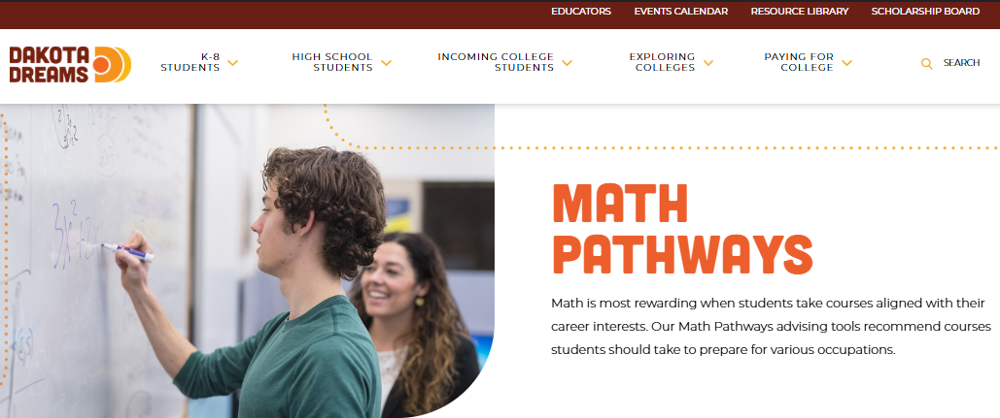 EDUCATORS EVENTS CALENDAR RESOURCE LIBRARY SCHOLARSHIP BOARD
DAKOTA
DREAMS
K-8
STUDENTS
HIGH SCHOOL
STUDENTS
INCOMING COLLEGE
STUDENTS
EXPLORING
COLLEGES
PAYING FOR
COLLEGE
SEARCH
MATH
PATHWAYS
Math is most rewarding when students take courses aligned with their
career interests. Our Math Pathways advising tools recommend courses
students should take to prepare for various occupations.